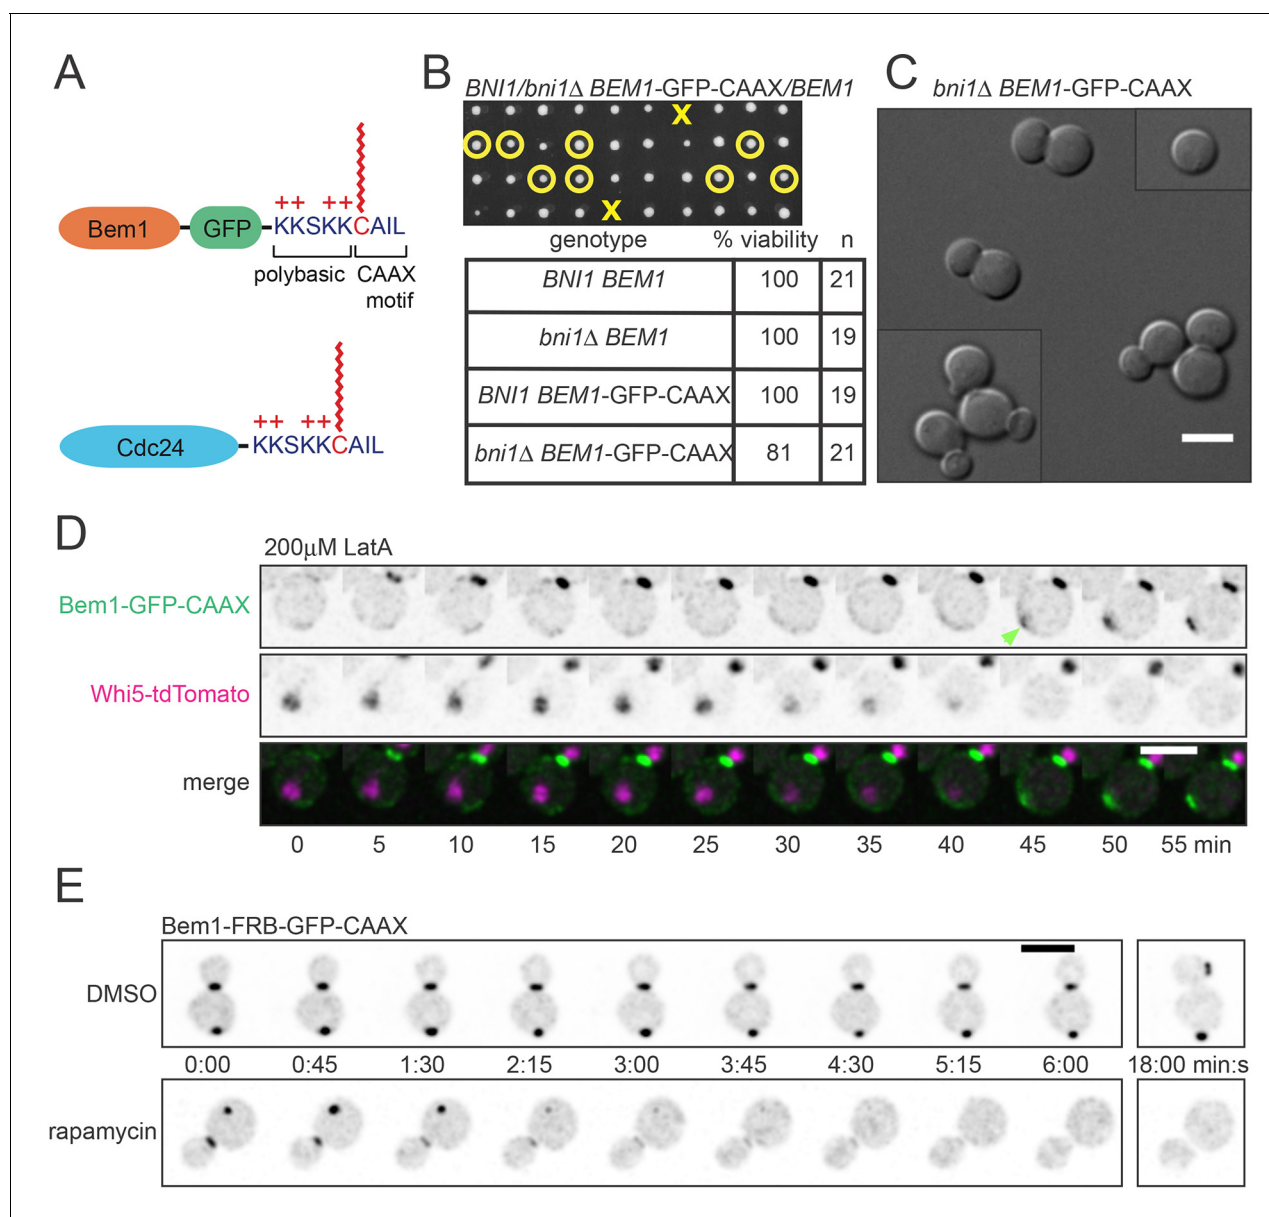 A
Bem1
GFP
++ ++
KKSKKCAIL
polybasic
CAAX
motif
++ ++
Cdc24
KKSKKCAIL
B
BNI1/bni1Δ BEM1-GFP-CAAX/BEM1
X
X
genotype % viability n
BNI1 BEM1 100 21
bni1Δ BEM1 100 19
BNI1 BEM1-GFP-CAAX 100 19
bni1Δ BEM1-GFP-CAAX 81 21
C
bni1Δ BEM1-GFP-CAAX
D
200μM LatA
Bem1-GFP-CAAX
Whi5-tdTomato
merge
0 5 10 15 20 25 30 35 40 45 50 55 min
E
Bem1-FRB-GFP-CAAX
DMSO
0:00 0:45 1:30 2:15 3:00 3:45 4:30 5:15 6:00 18:00 min:s
rapamycin